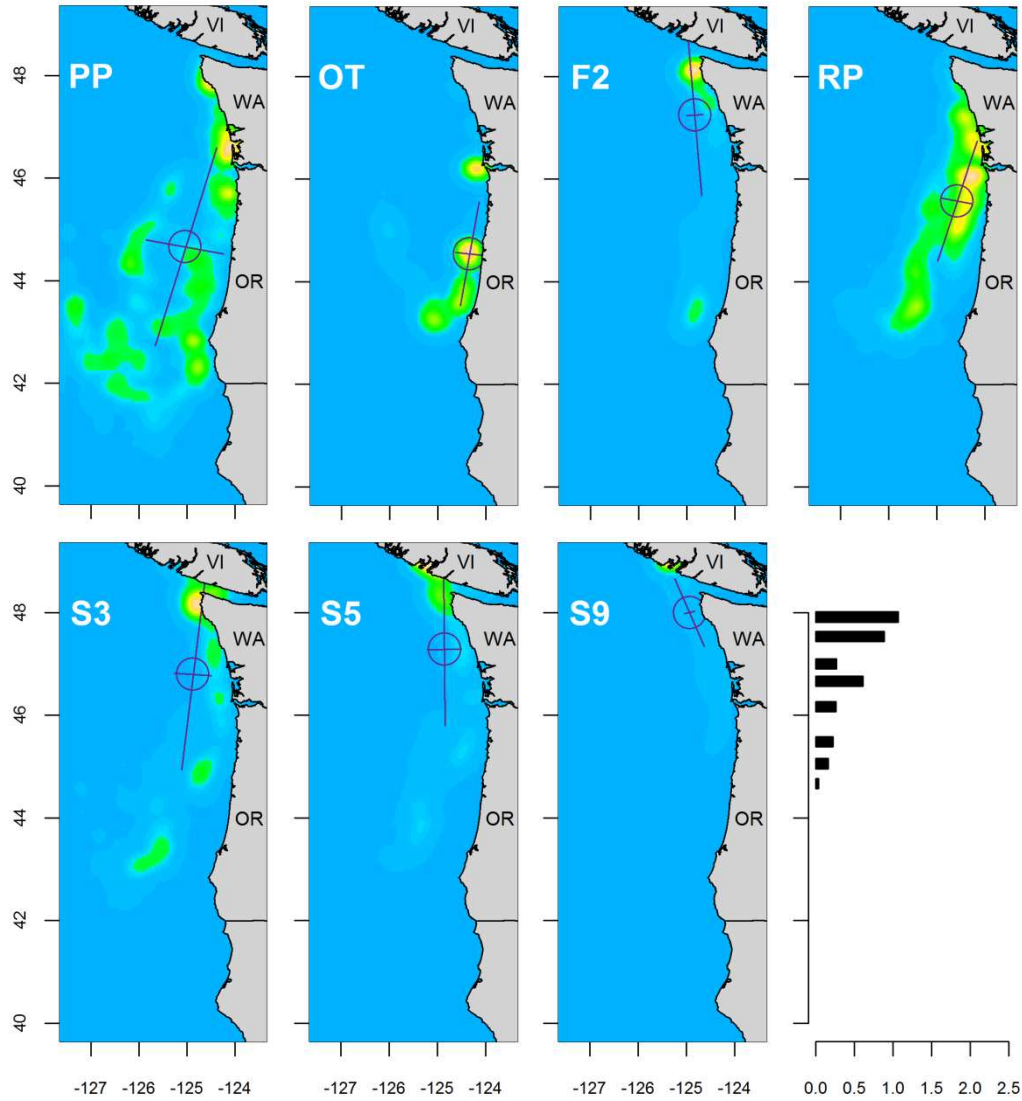 VI VI VI VI
PP OT F2 RP
48
WA WA WA WA
46
44
OR OR OR OR
42
40
VI VI VI
S3 S5 S9
48
WA WA WA
46
44
OR OR OR
42
40
-127 -126 -125 -124 -127 -126 -125 -124 -127 -126 -125 -124 0.0 0.5 1.0 1.5 2.0 2.5